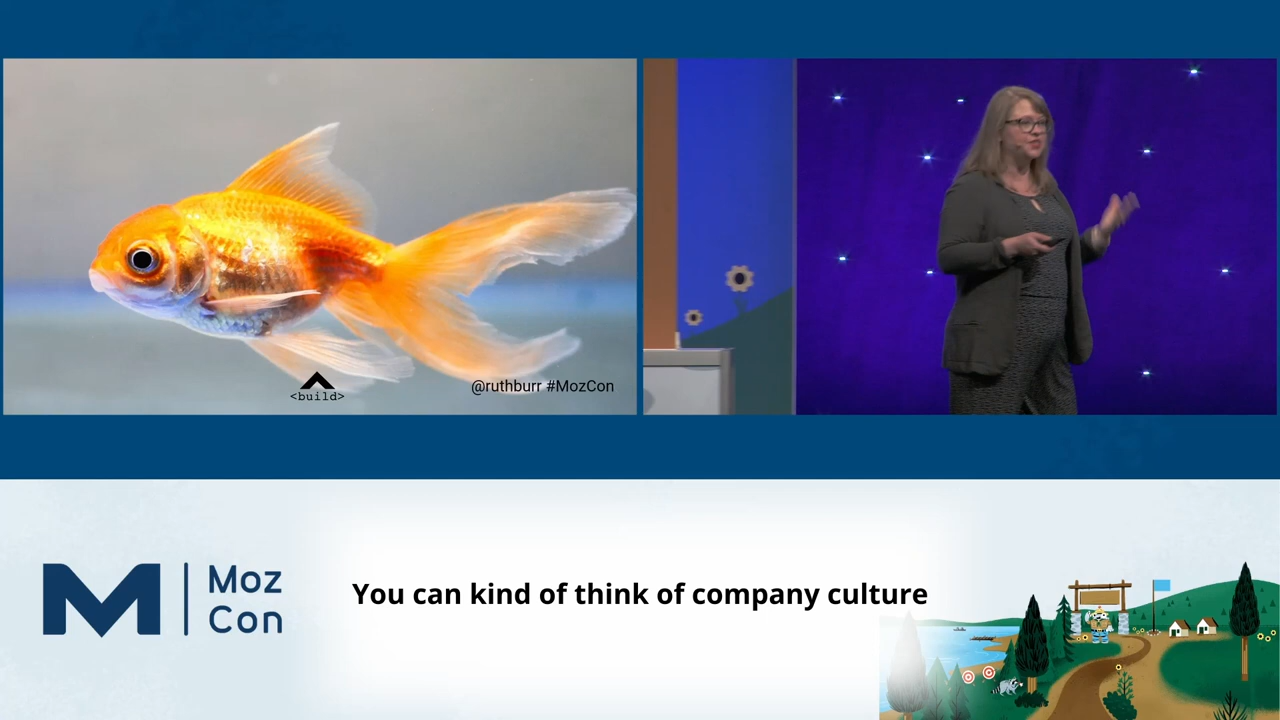 <build>
@ruthburr #MozCon
Moz
Con
You can kind of think of company culture